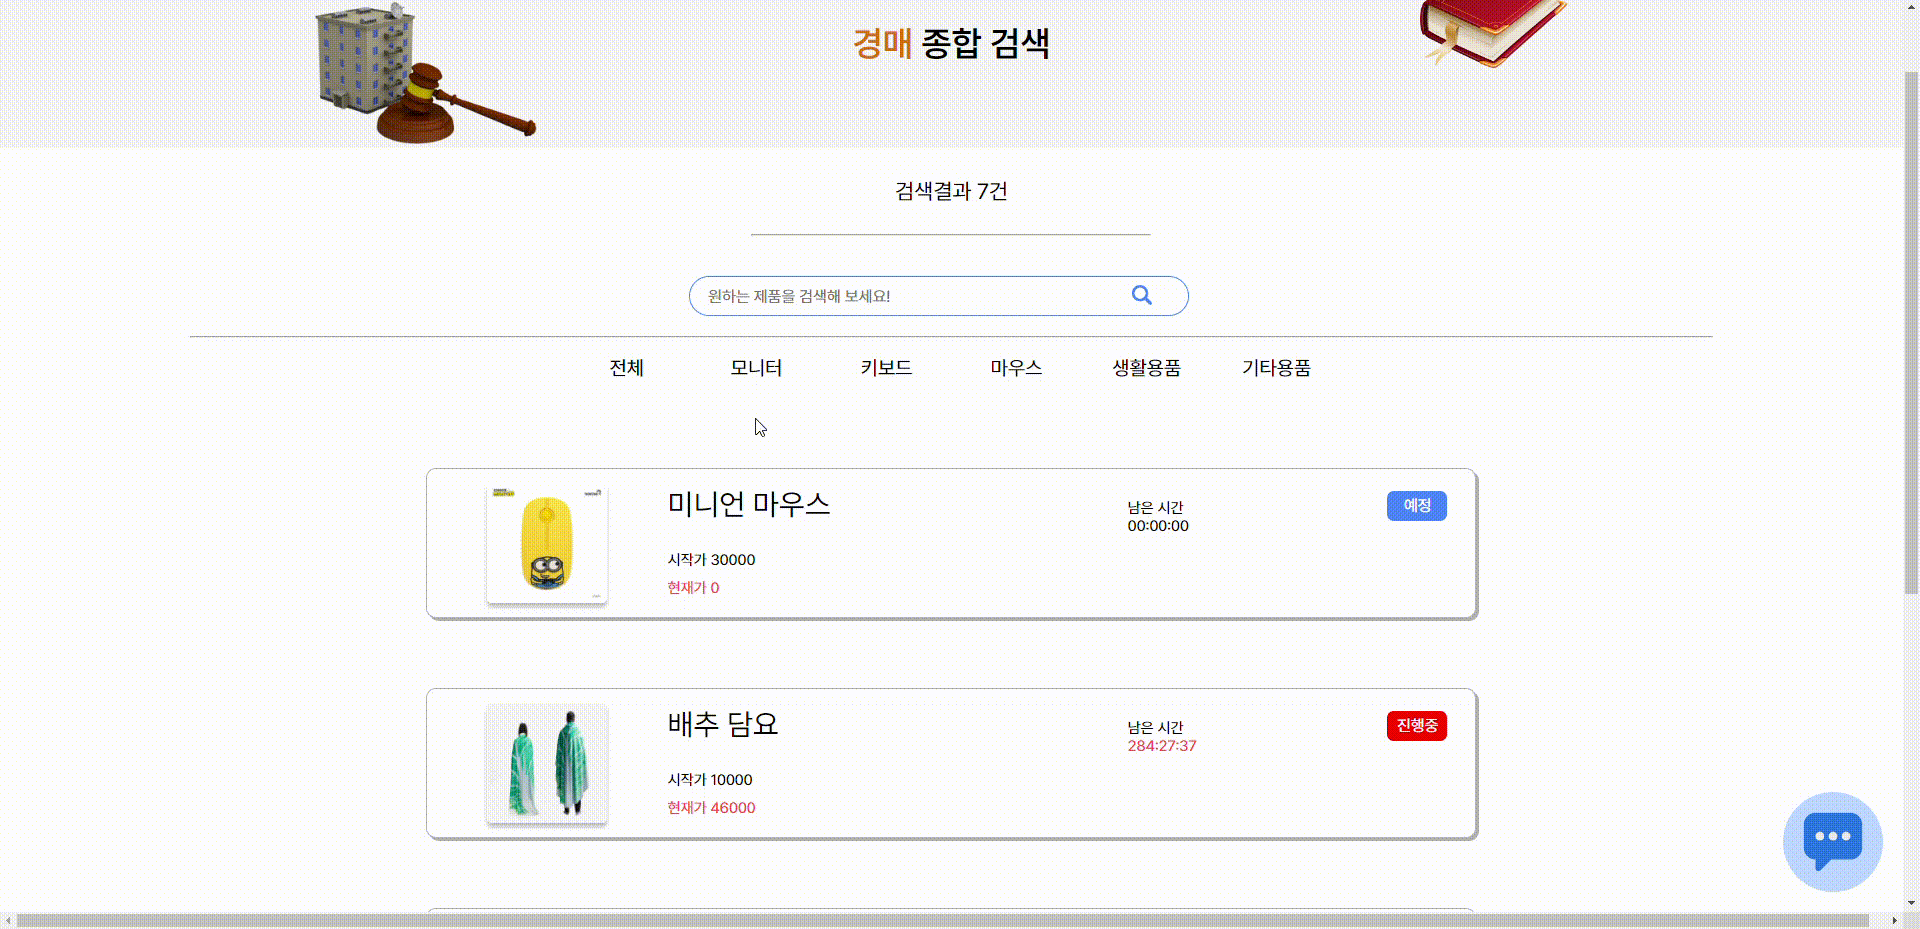 경매 종합 검색
검색결과 7건
원하는 제품을 검색해 보세요!
전체 모니터 키보드 마우스 생활용품 기타용품
미니언 마우스
남은 시간
00:00:00
예정
시작가 30000
현재가 0
배추 담요
남은 시간
284:27:37
진행중
시작가 10000
현재가 46000